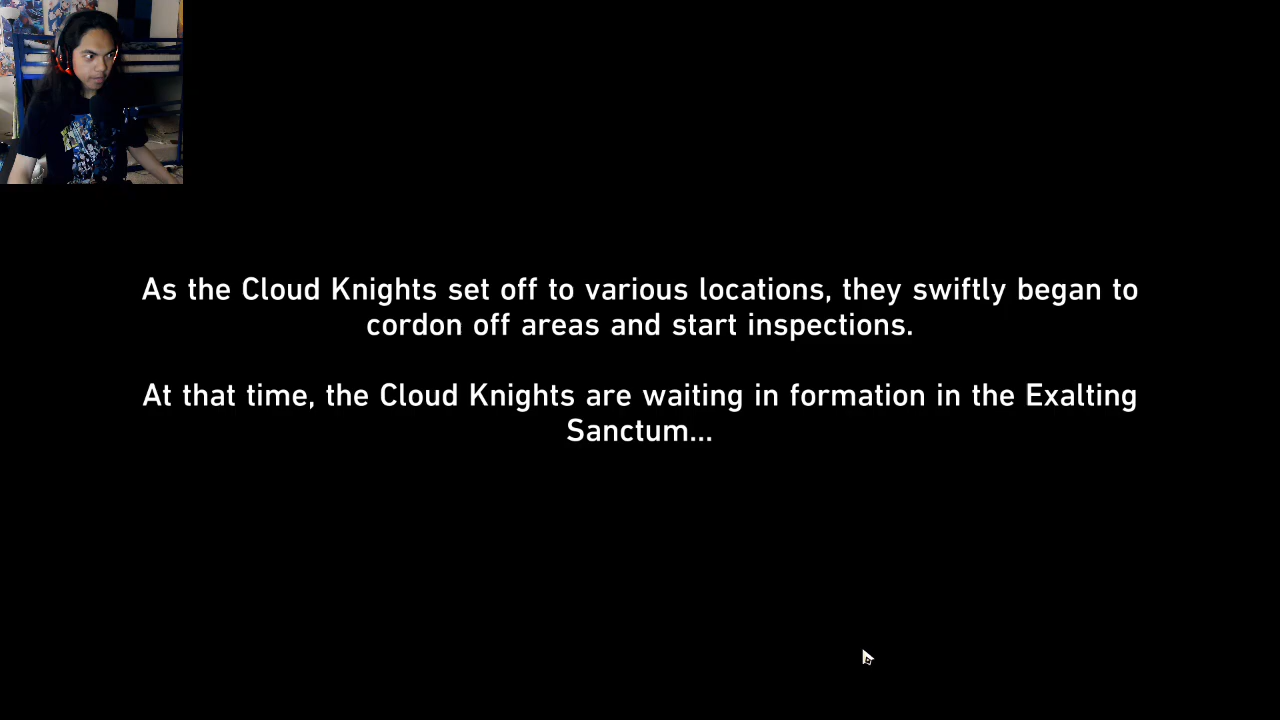 As the Cloud Knights set off to various locations, they swiftly began to
cordon off areas and start inspections.
At that time, the Cloud Knights are waiting in formation in the Exalting
Sanctum...